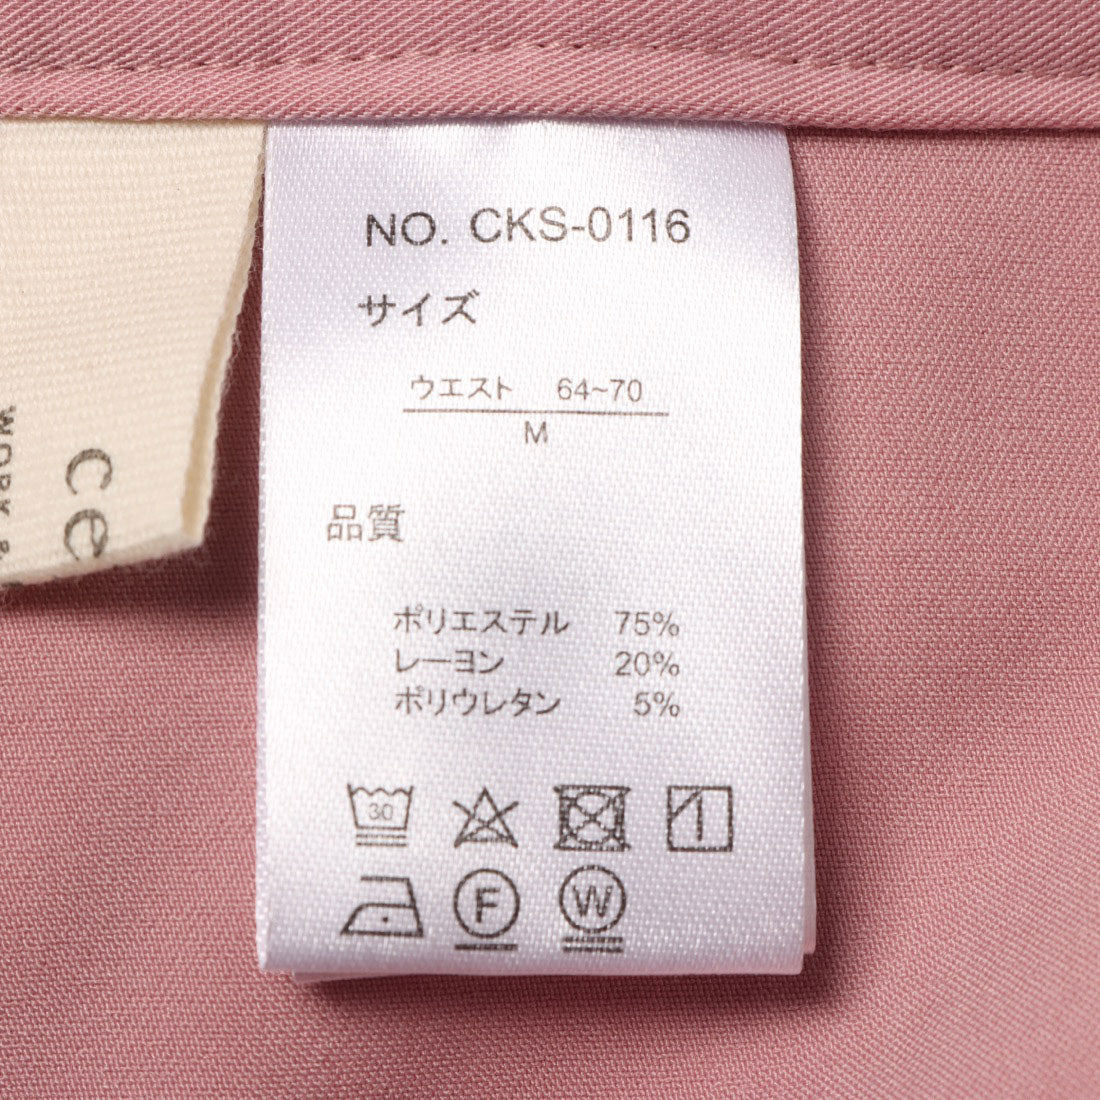 NO. CKS-0116
サイズ
ウエスト 64~70
M
品質
ポリエステル 75%
レーヨン 20%
ポリウレタン 5%
30
F
W